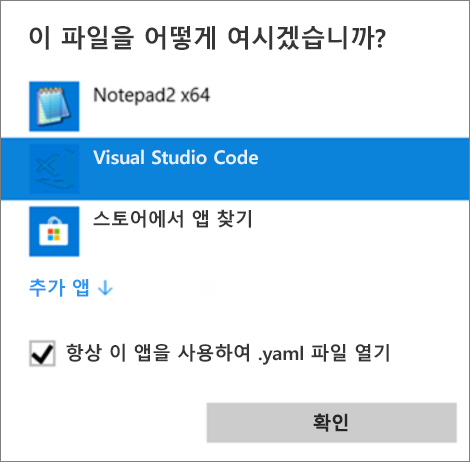 이 파일을 어떻게 여시겠습니까?
Notepad2 x64
Visual Studio Code
스토어에서 앱 찾기
추가 앱 ↓
항상 이 앱을 사용하여 .yaml 파일 열기
확인